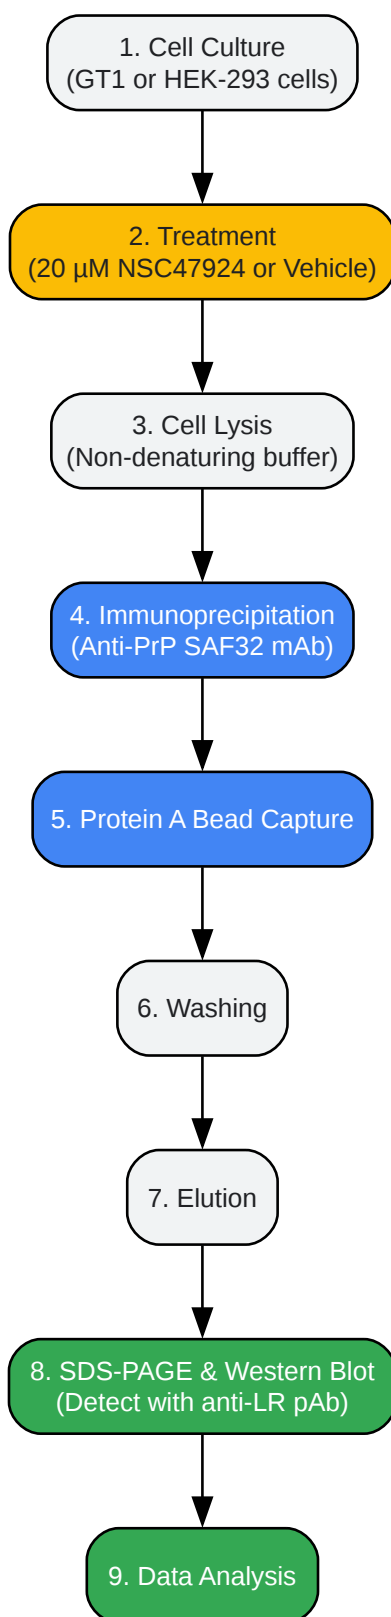 1. Cell Culture
(GT1 or HEK-293 cells)
2. Treatment
(20 µM NSC47924 or Vehicle)
3. Cell Lysis
(Non-denaturing buffer)
4. Immunoprecipitation
(Anti-PrP SAF32 mAb)
5. Protein A Bead Capture
6. Washing
7. Elution
8. SDS-PAGE & Western Blot
(Detect with anti-LR pAb)
9. Data Analysis